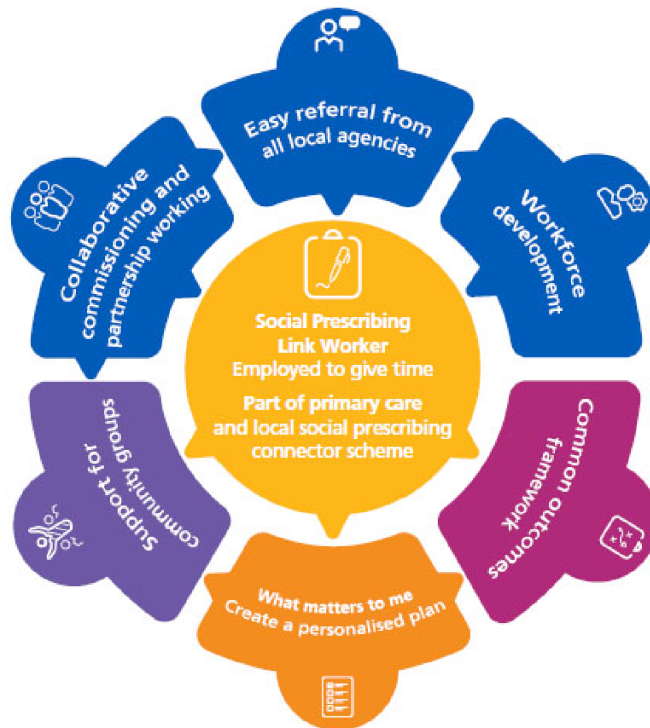 Easy referral from
all local agencies
Workforce
development
Common outcomes
framework
What matters to me
Create a personalised plan
Support for
community groups
Collaborative
commissioning and
partnership working
Social Prescribing
Link Worker
Employed to give time
Part of primary care
and local social prescribing
connector scheme